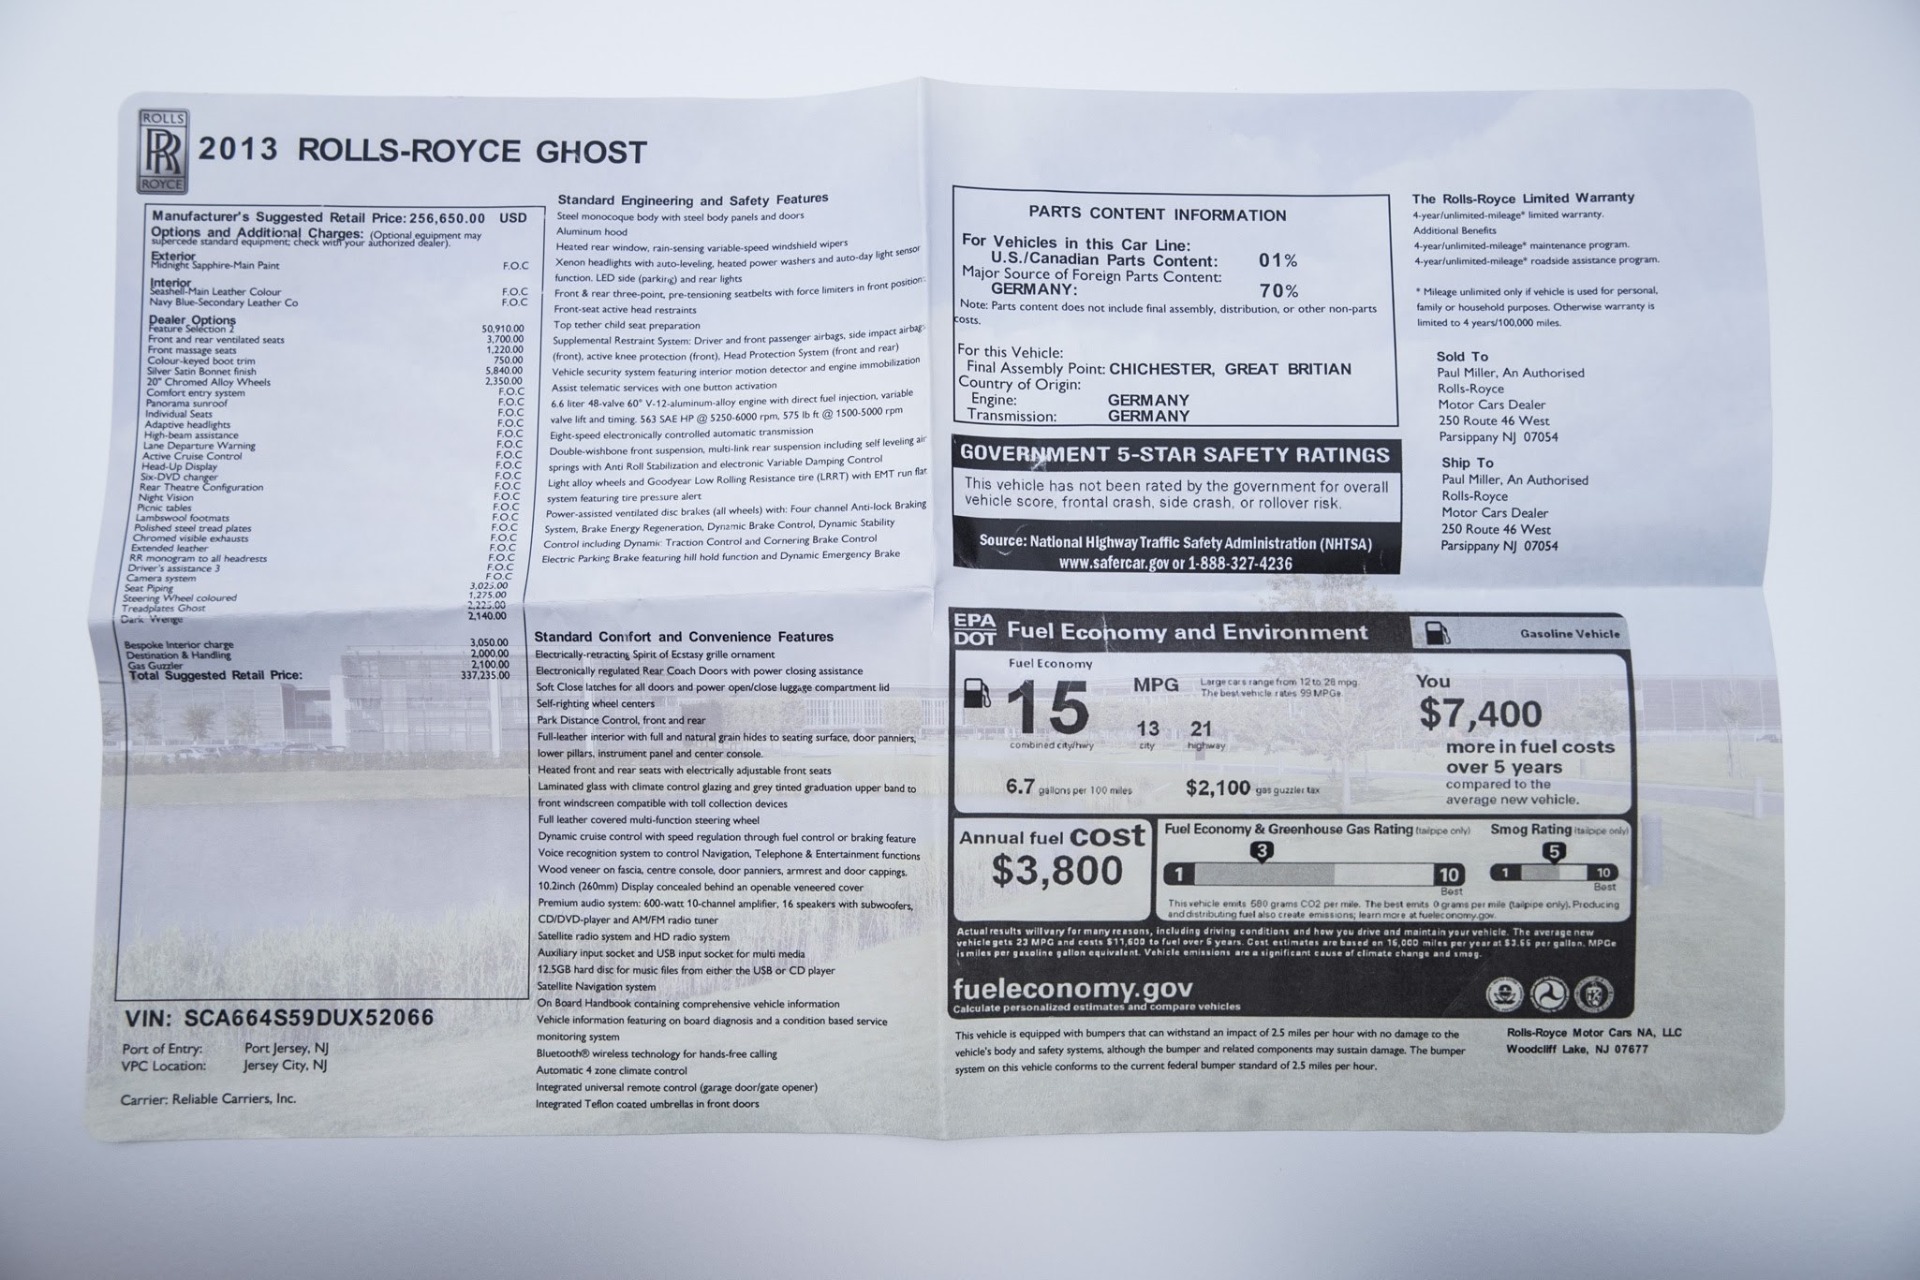 ROLLS
RR
ROYCE
2013 ROLLS-ROYCE GHOST
Manufacturer's Suggested Retail Price: 256,650.00 USD
Options and Additional Charges: (Optional equipment may
supercede standard equipment; check with your authorized dealer).
Exterior
Midnight Sapphire-Main Paint F.O.C
Interior
Seashell-Main Leather Colour F.O.C
Navy Blue-Secondary Leather Co F.O.C
Dealer Options
Feature Selection 2 50,910.00
Front and rear ventilated seats 3,700.00
Front massage seats 1,220.00
Colour-keyed boot trim 750.00
Silver Satin Bonnet finish 5,840.00
20" Chromed Alloy Wheels 2,350.00
Comfort entry system F.O.C
Panorama sunroof F.O.C
Individual Seats F.O.C
Adaptive headlights F.O.C
High-beam assistance F.O.C
Lane Departure Warning F.O.C
Active Cruise Control F.O.C
Head-Up Display F.O.C
Six-DVD changer F.O.C
Rear Theatre Configuration F.O.C
Night Vision F.O.C
Picnic tables F.O.C
Lambswool footmats F.O.C
Polished steel tread plates F.O.C
Chromed visible exhausts F.O.C
Extended leather F.O.C
RR monogram to all headrests F.O.C
Driver's assistance 3 F.O.C
Camera system F.O.C
Seat Piping 3,025.00
Steering Wheel coloured 1,275.00
Treadplates Ghost 2,225.00
Dark Wenge 2,140.00
Bespoke Interior charge 3,050.00
Destination & Handling 2,000.00
Gas Guzzler 2,100.00
Total Suggested Retail Price: 337,235.00
VIN: SCA664S59DUX52066
Port of Entry: Port Jersey, NJ
VPC Location: Jersey City, NJ
Carrier: Reliable Carriers, Inc.
Standard Engineering and Safety Features
Steel monocoque body with steel body panels and doors
Aluminum hood
Heated rear window, rain-sensing variable-speed windshield wipers
Xenon headlights with auto-leveling, heated power washers and auto-day light sensor
function. LED side (parking) and rear lights
Front & rear three-point, pre-tensioning seatbelts with force limiters in front position:
Front-seat active head restraints
Top tether child seat preparation
Supplemental Restraint System: Driver and front passenger airbags, side impact airbag:
(front), active knee protection (front), Head Protection System (front and rear)
Vehicle security system featuring interior motion detector and engine immobilization
Assist telematic services with one button activation
6.6 liter 48-valve 60° V-12-aluminum-alloy engine with direct fuel injection, variable
valve lift and timing. 563 SAE HP @ 5250-6000 rpm, 575 lb ft @ 1500-5000 rpm
Eight-speed electronically controlled automatic transmission
Double-wishbone front suspension, multi-link rear suspension including self leveling air
springs with Anti Roll Stabilization and electronic Variable Damping Control
Light alloy wheels and Goodyear Low Rolling Resistance tire (LRRT) with EMT run flat
system featuring tire pressure alert
Power-assisted ventilated disc brakes (all wheels) with: Four channel Anti-lock Braking
System, Brake Energy Regeneration, Dynamic Brake Control, Dynamic Stability
Control including Dynamic Traction Control and Cornering Brake Control
Electric Parking Brake featuring hill hold function and Dynamic Emergency Brake
Standard Comfort and Convenience Features
Electrically-retracting Spirit of Ecstasy grille ornament
Electronically regulated Rear Coach Doors with power closing assistance
Soft Close latches for all doors and power open/close luggage compartment lid
Self-righting wheel centers
Park Distance Control, front and rear
Full-leather interior with full and natural grain hides to seating surface, door panniers,
lower pillars, instrument panel and center console.
Heated front and rear seats with electrically adjustable front seats
Laminated glass with climate control glazing and grey tinted graduation upper band to
front windscreen compatible with toll collection devices
Full leather covered multi-function steering wheel
Dynamic cruise control with speed regulation through fuel control or braking feature
Voice recognition system to control Navigation, Telephone & Entertainment functions
Wood veneer on fascia, centre console, door panniers, armrest and door cappings.
10.2inch (260mm) Display concealed behind an openable veneered cover
Premium audio system: 600-watt 10-channel amplifier, 16 speakers with subwoofers,
CD/DVD-player and AM/FM radio tuner
Satellite radio system and HD radio system
Auxiliary input socket and USB input socket for multi media
12.5GB hard disc for music files from either the USB or CD player
Satellite Navigation system
On Board Handbook containing comprehensive vehicle information
Vehicle information featuring on board diagnosis and a condition based service
monitoring system
Bluetooth® wireless technology for hands-free calling
Automatic 4 zone climate control
Integrated universal remote control (garage door/gate opener)
Integrated Teflon coated umbrellas in front doors
PARTS CONTENT INFORMATION
For Vehicles in this Car Line:
U.S./Canadian Parts Content: 01%
Major Source of Foreign Parts Content:
GERMANY: 70%
Note: Parts content does not include final assembly, distribution, or other non-parts
costs.
For this Vehicle:
Final Assembly Point: CHICHESTER, GREAT BRITIAN
Country of Origin:
Engine: GERMANY
Transmission: GERMANY
GOVERNMENT 5-STAR SAFETY RATINGS
This vehicle has not been rated by the government for overall
vehicle score, frontal crash, side crash, or rollover risk.
Source: National Highway Traffic Safety Administration (NHTSA)
www.safercar.gov or 1-888-327-4236
The Rolls-Royce Limited Warranty
4-year/unlimited-mileage* limited warranty.
Additional Benefits
4-year/unlimited-mileage* maintenance program.
4-year/unlimited-mileage* roadside assistance program.
* Mileage unlimited only if vehicle is used for personal,
family or household purposes. Otherwise warranty is
limited to 4 years/100,000 miles.
Sold To
Paul Miller, An Authorised
Rolls-Royce
Motor Cars Dealer
250 Route 46 West
Parsippany NJ 07054
Ship To
Paul Miller, An Authorised
Rolls-Royce
Motor Cars Dealer
250 Route 46 West
Parsippany NJ 07054
EPA
DOT Fuel Economy and Environment
Gasoline Vehicle
Fuel Economy
15 MPG
Large cars range from 12 to 26 mpg.
The best vehicle rates 99 MPGe.
13 21
combined city/hwy city highway
6.7 gallons per 100 miles
$2,100 gas guzzler tax
You
$7,400
more in fuel costs
over 5 years
compared to the
average new vehicle.
Annual fuel COST
$3,800
Fuel Economy & Greenhouse Gas Rating (tailpipe only)
3
1 10
Best
Smog Rating (tailpipe only)
5
1 10
Best
This vehicle emits 580 grams CO2 per mile. The best emits 0 grams per mile (tailpipe only). Producing
and distributing fuel also create emissions; learn more at fueleconomy.gov.
Actual results will vary for many reasons, including driving conditions and how you drive and maintain your vehicle. The average new
vehicle gets 23 MPG and costs $11,600 to fuel over 5 years. Cost estimates are based on 15,000 miles per year at $3.65 per gallon. MPGe
is miles per gasoline gallon equivalent. Vehicle emissions are a significant cause of climate change and smog.
fueleconomy.gov
Calculate personalized estimates and compare vehicles
This vehicle is equipped with bumpers that can withstand an impact of 2.5 miles per hour with no damage to the
vehicle's body and safety systems, although the bumper and related components may sustain damage. The bumper
system on this vehicle conforms to the current federal bumper standard of 2.5 miles per hour.
Rolls-Royce Motor Cars NA, LLC
Woodcliff Lake, NJ 07677